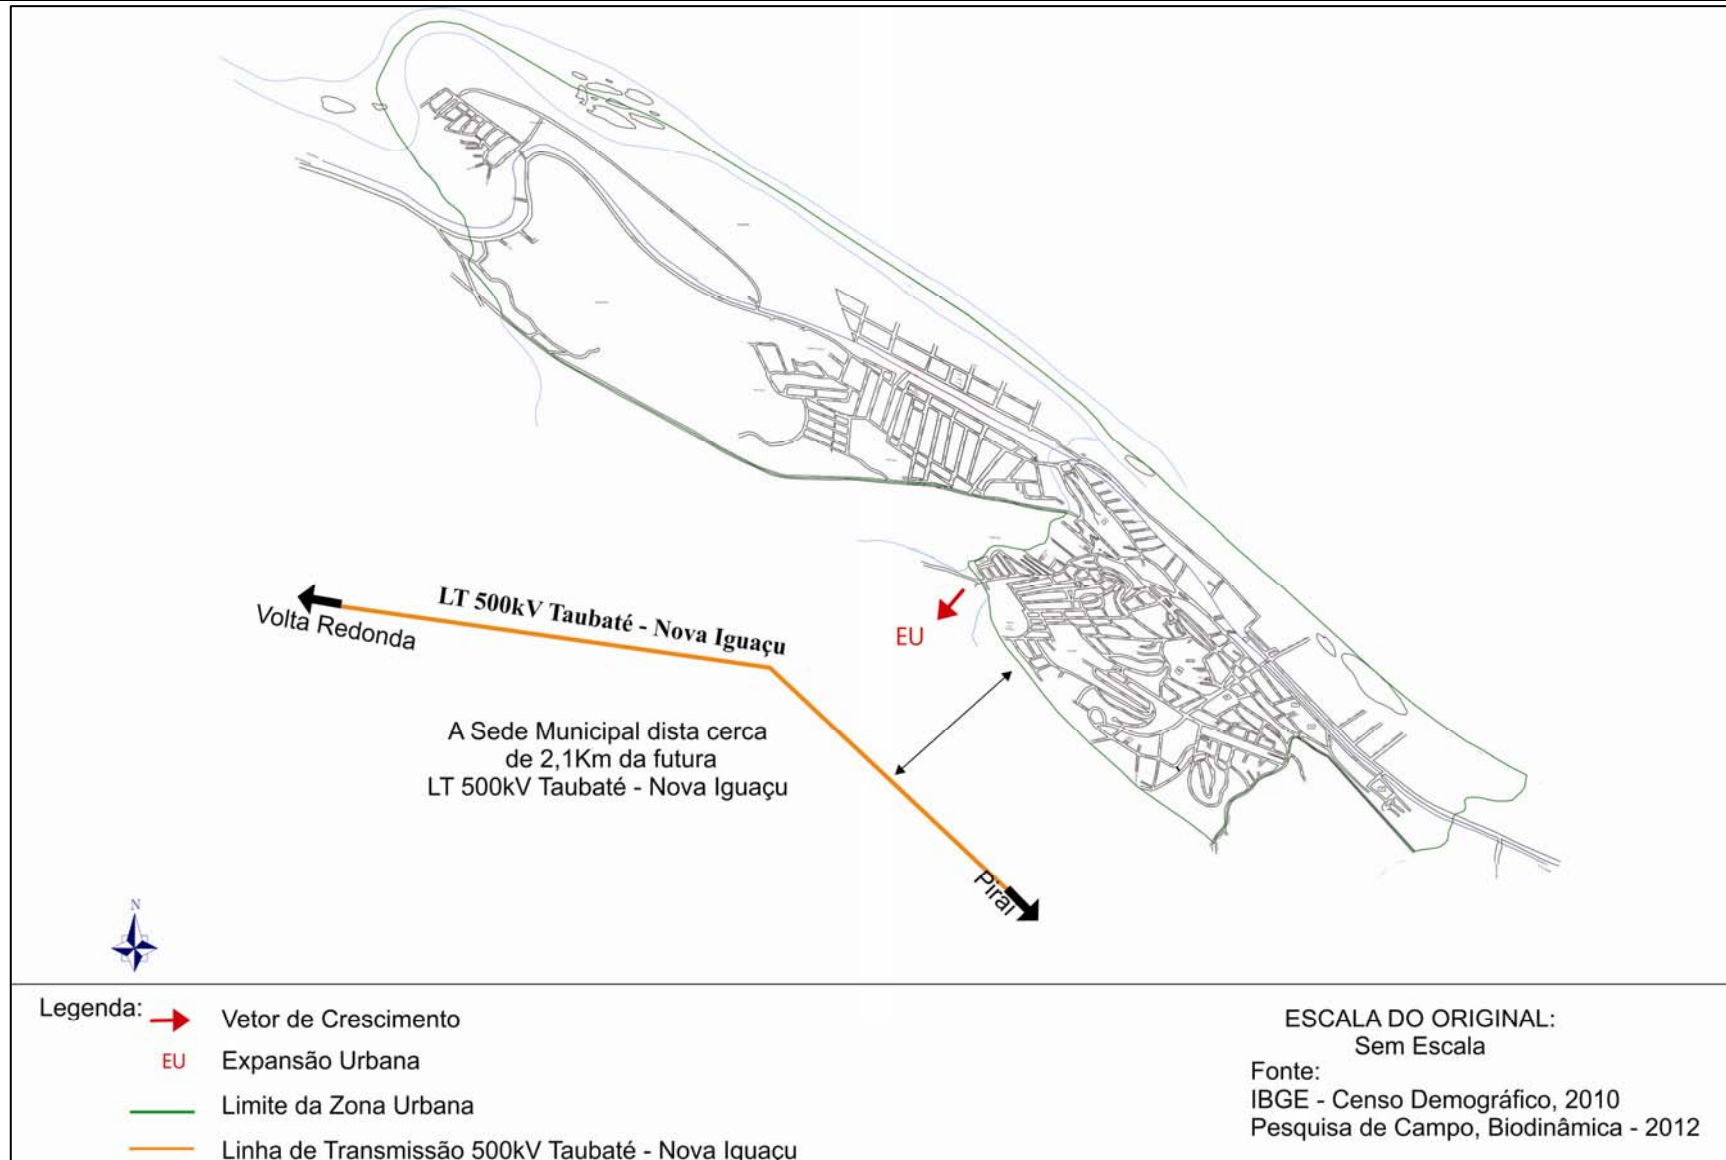 LT 500kV Taubaté - Nova Iguaçu
Volta Redonda
EU
A Sede Municipal dista cerca
de 2,1Km da futura
LT 500kV Taubaté - Nova Iguaçu
Piraí
N
Legenda:
Vetor de Crescimento
EU Expansão Urbana
Limite da Zona Urbana
Linha de Transmissão 500kV Taubaté - Nova Iguaçu
ESCALA DO ORIGINAL:
Sem Escala
Fonte:
IBGE - Censo Demográfico, 2010
Pesquisa de Campo, Biodinâmica - 2012